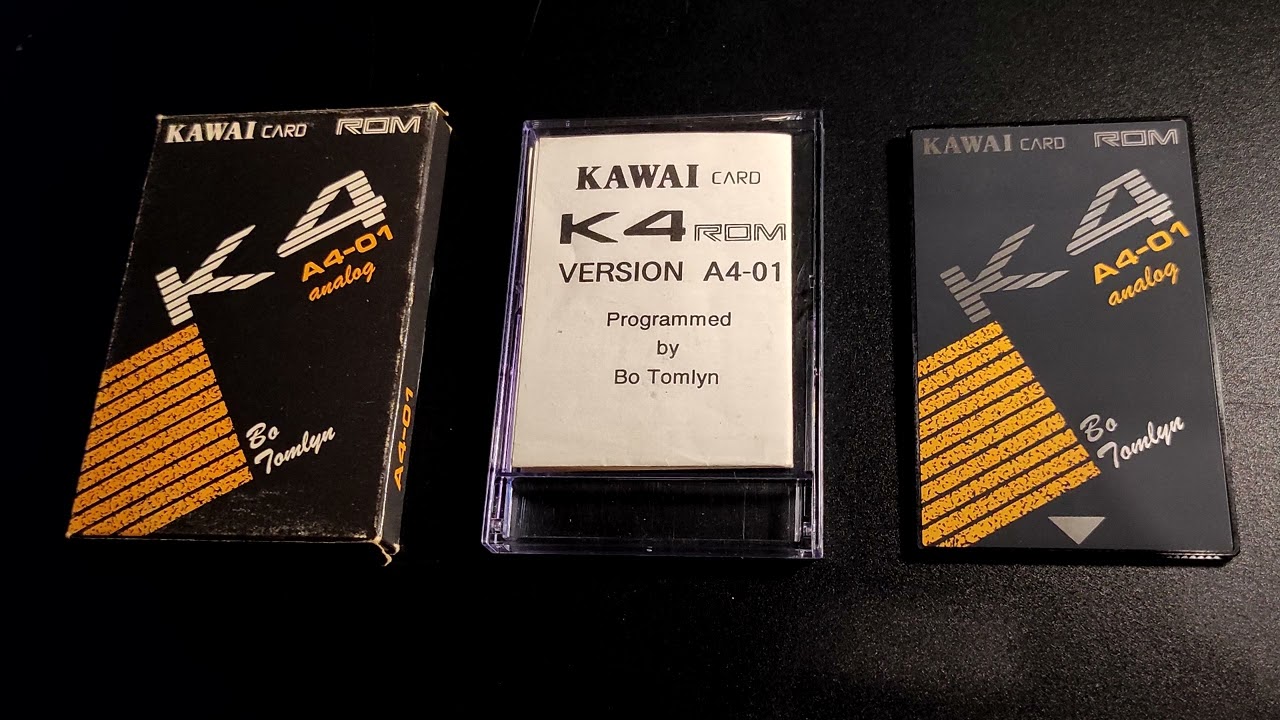 KAWAI CARD ROM
K4
A4-01
analog
Bo
Tomlyn
A4-01
KAWAI CARD
K4 ROM
VERSION A4-01
Programmed
by
Bo Tomlyn
KAWAI CARD ROM
K4
A4-01
analog
Bo
Tomlyn